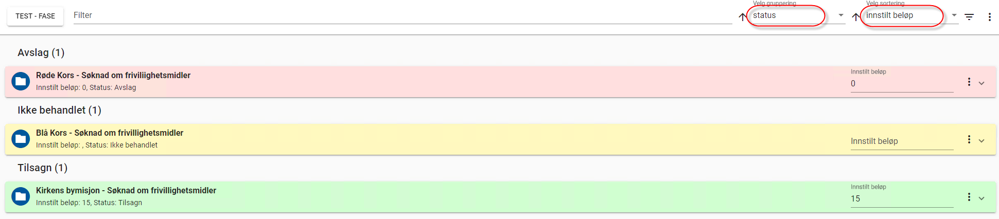 TEST - FASE
Filter
Velg gruppering
status
Velg sortering
innstilt beløp
Avslag (1)
Røde Kors - Søknad om friviliighetsmidler
Innstilt beløp: 0, Status: Avslag
Innstilt beløp
0
Ikke behandlet (1)
Blå Kors - Søknad om frivillighetsmidler
Innstilt beløp: , Status: Ikke behandlet
Innstilt beløp
Tilsagn (1)
Kirkens bymisjon - Søknad om frivillighetsmidler
Innstilt beløp: 15, Status: Tilsagn
Innstilt beløp
15